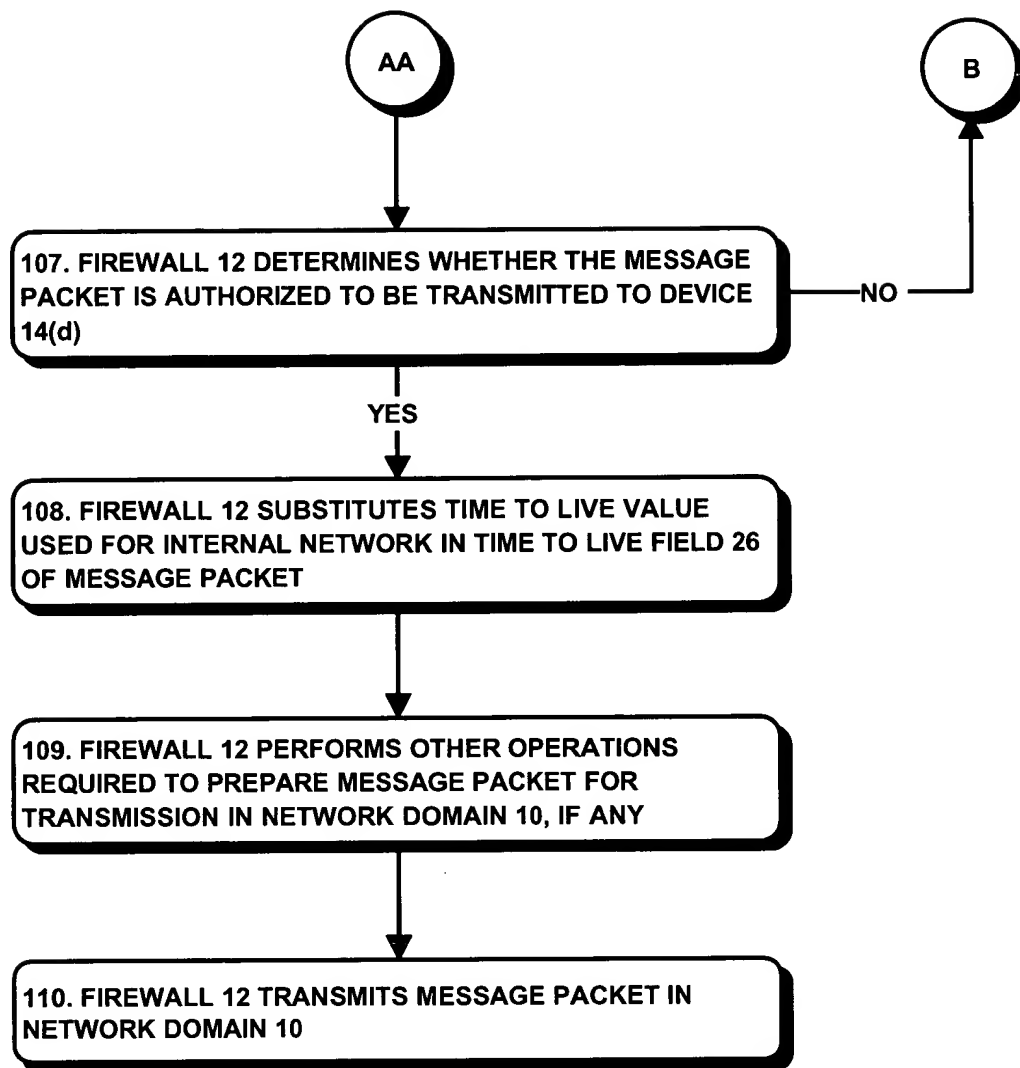 AA
B
107. FIREWALL 12 DETERMINES WHETHER THE MESSAGE
PACKET IS AUTHORIZED TO BE TRANSMITTED TO DEVICE
14(d)
NO
YES
108. FIREWALL 12 SUBSTITUTES TIME TO LIVE VALUE
USED FOR INTERNAL NETWORK IN TIME TO LIVE FIELD 26
OF MESSAGE PACKET
109. FIREWALL 12 PERFORMS OTHER OPERATIONS
REQUIRED TO PREPARE MESSAGE PACKET FOR
TRANSMISSION IN NETWORK DOMAIN 10, IF ANY
110. FIREWALL 12 TRANSMITS MESSAGE PACKET IN
NETWORK DOMAIN 10